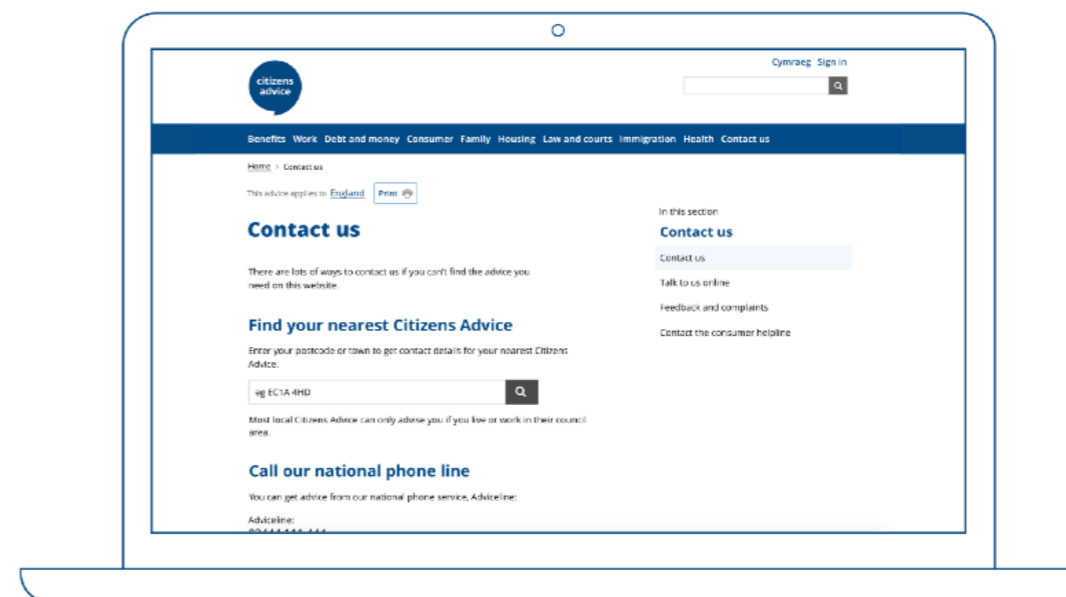 citizens
advice
Cymraeg Sign in
Benefits Work Debt and money Consumer Family Housing Law and courts Immigration Health Contact us
Home > Contact us
This advice applies to England Print
Contact us
There are lots of ways to contact us if you can't find the advice you
need on this website.
Find your nearest Citizens Advice
Enter your postcode or town to get contact details for your nearest Citizens
Advice.
eg EC1A 4HD
Most local Citizens Advice can only advise you if you live or work in their council
area.
Call our national phone line
You can get advice from our national phone service, Adviceline:
Adviceline:
In this section
Contact us
Contact us
Talk to us online
Feedback and complaints
Contact the consumer helpline